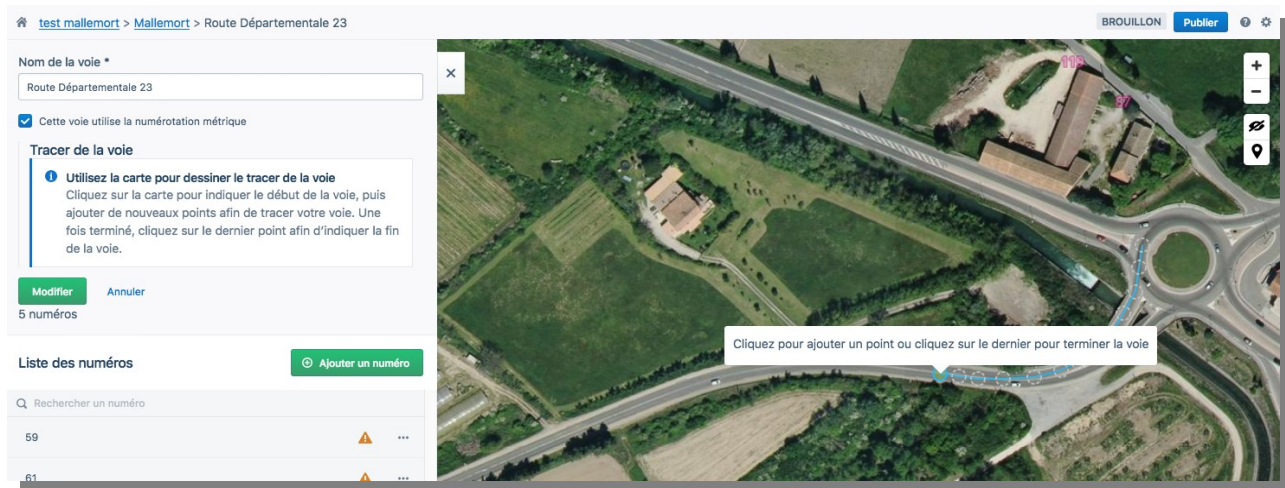 test mallemort > Mallemort > Route Départementale 23
BROUILLON
Publier
Nom de la voie *
Route Départementale 23
Cette voie utilise la numérotation métrique
Tracer de la voie
Utilisez la carte pour dessiner le tracer de la voie
Cliquez sur la carte pour indiquer le début de la voie, puis
ajouter de nouveaux points afin de tracer votre voie. Une
fois terminé, cliquez sur le dernier point afin d'indiquer la fin
de la voie.
Modifier
Annuler
5 numéros
Liste des numéros
Ajouter un numéro
Rechercher un numéro
59
61
Cliquez pour ajouter un point ou cliquez sur le dernier pour terminer la voie